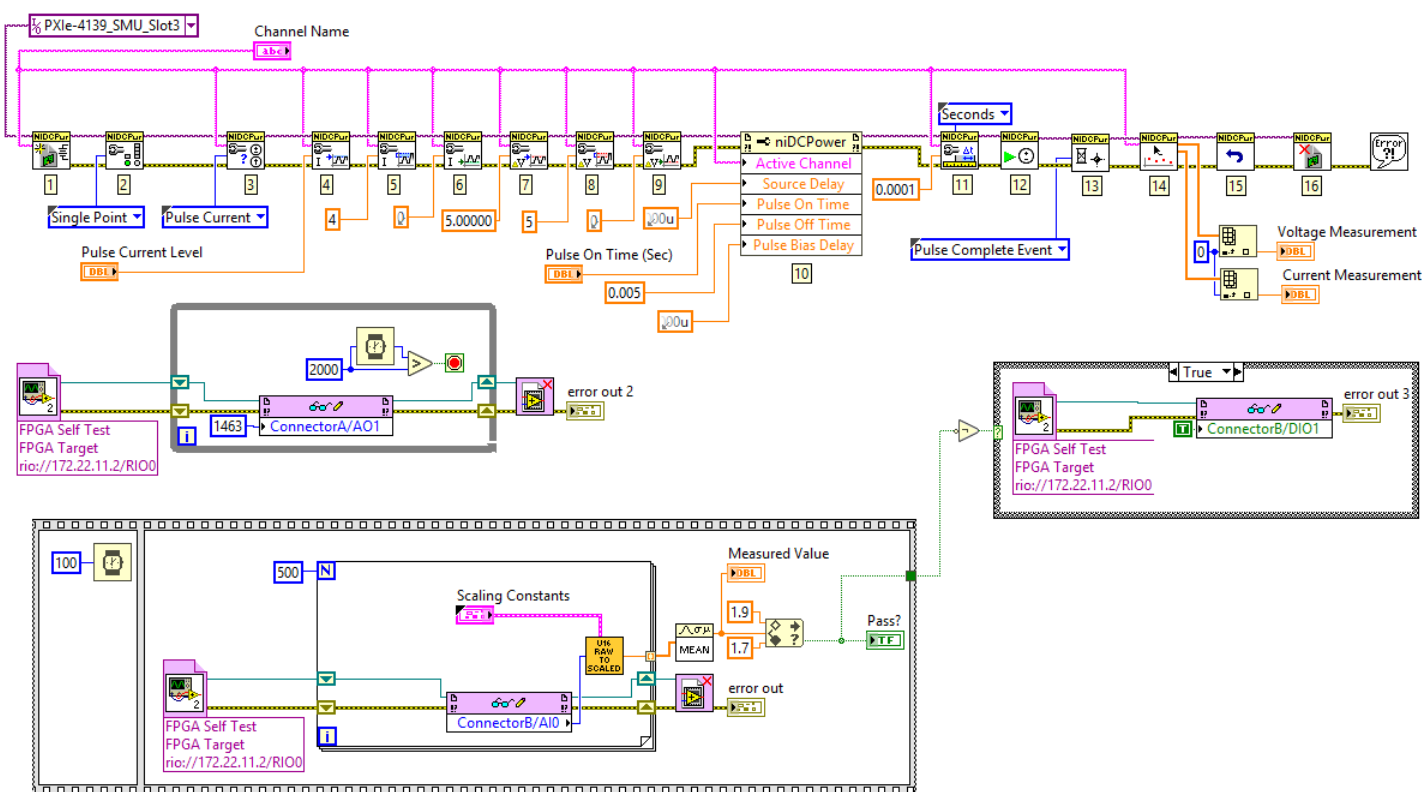 PXIe-4139_SMU_Slot3
Channel Name
abc
NIDCPwr
NIDCPwr
NIDCPwr
NIDCPwr
NIDCPwr
NIDCPwr
NIDCPwr
NIDCPwr
NIDCPwr
niDCPower
Active Channel
Source Delay
Pulse On Time
Pulse Off Time
Pulse Bias Delay
Seconds
NIDCPwr
NIDCPwr
NIDCPwr
NIDCPwr
NIDCPwr
NIDCPwr
Error
?!
1
2
3
4
5
6
7
8
9
10
11
12
13
14
15
16
Single Point
Pulse Current
4
5.00000
5
0.0001
Pulse Complete Event
Pulse Current Level
DBL
Pulse On Time (Sec)
DBL
0.005
0
Voltage Measurement
DBL
Current Measurement
DBL
2000
1463
ConnectorA/AO1
i
2
FPGA Self Test
FPGA Target
rio://172.22.11.2/RIO0
error out 2
True
2
FPGA Self Test
FPGA Target
rio://172.22.11.2/RIO0
T
ConnectorB/DIO1
error out 3
100
500
N
Scaling Constants
U16
RAW
TO
SCALED
MEAN
Measured Value
DBL
1.9
1.7
Pass?
TF
2
FPGA Self Test
FPGA Target
rio://172.22.11.2/RIO0
ConnectorB/AI0
i
error out